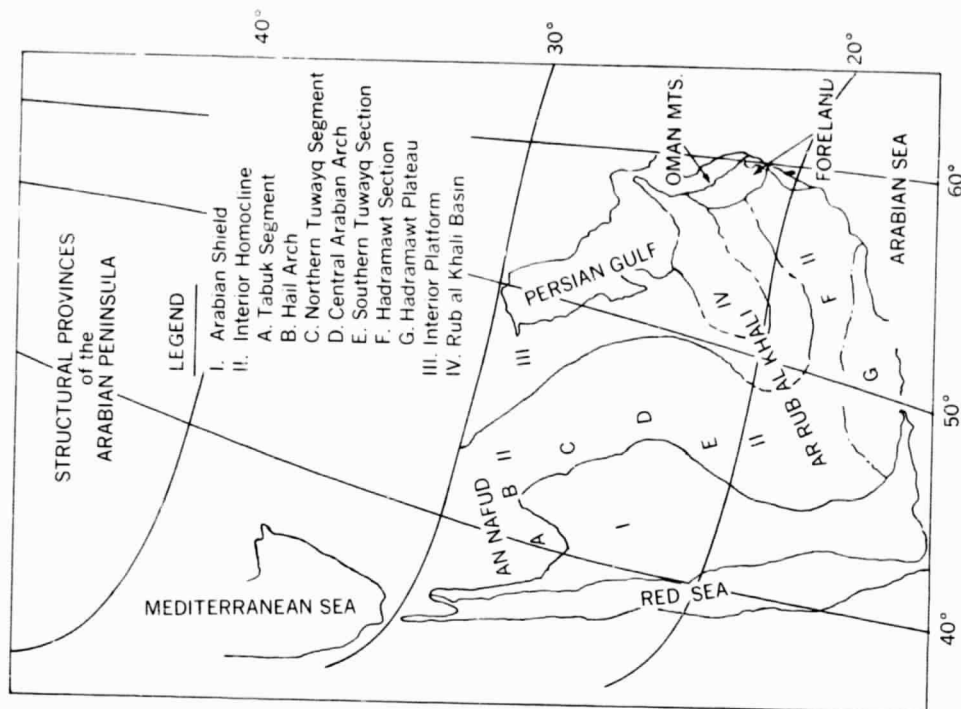 STRUCTURAL PROVINCES
of the
ARABIAN PENINSULA
LEGEND
I. Arabian Shield
II. Interior Homocline
A. Tabuk Segment
B. Hail Arch
C. Northern Tuwayq Segment
D. Central Arabian Arch
E. Southern Tuwayq Section
F. Hadramawt Section
G. Hadramawt Plateau
III. Interior Platform
IV. Rub al Khali Basin
40°
30°
20°
MEDITERRANEAN SEA
AN NAFUD
A
B
II
C
D
E
II
I
III
PERSIAN GULF
IV
AR RUB AL KHALI
F
II
G
OMAN MTS.
FORELAND
ARABIAN SEA
RED SEA
40°
50°
60°